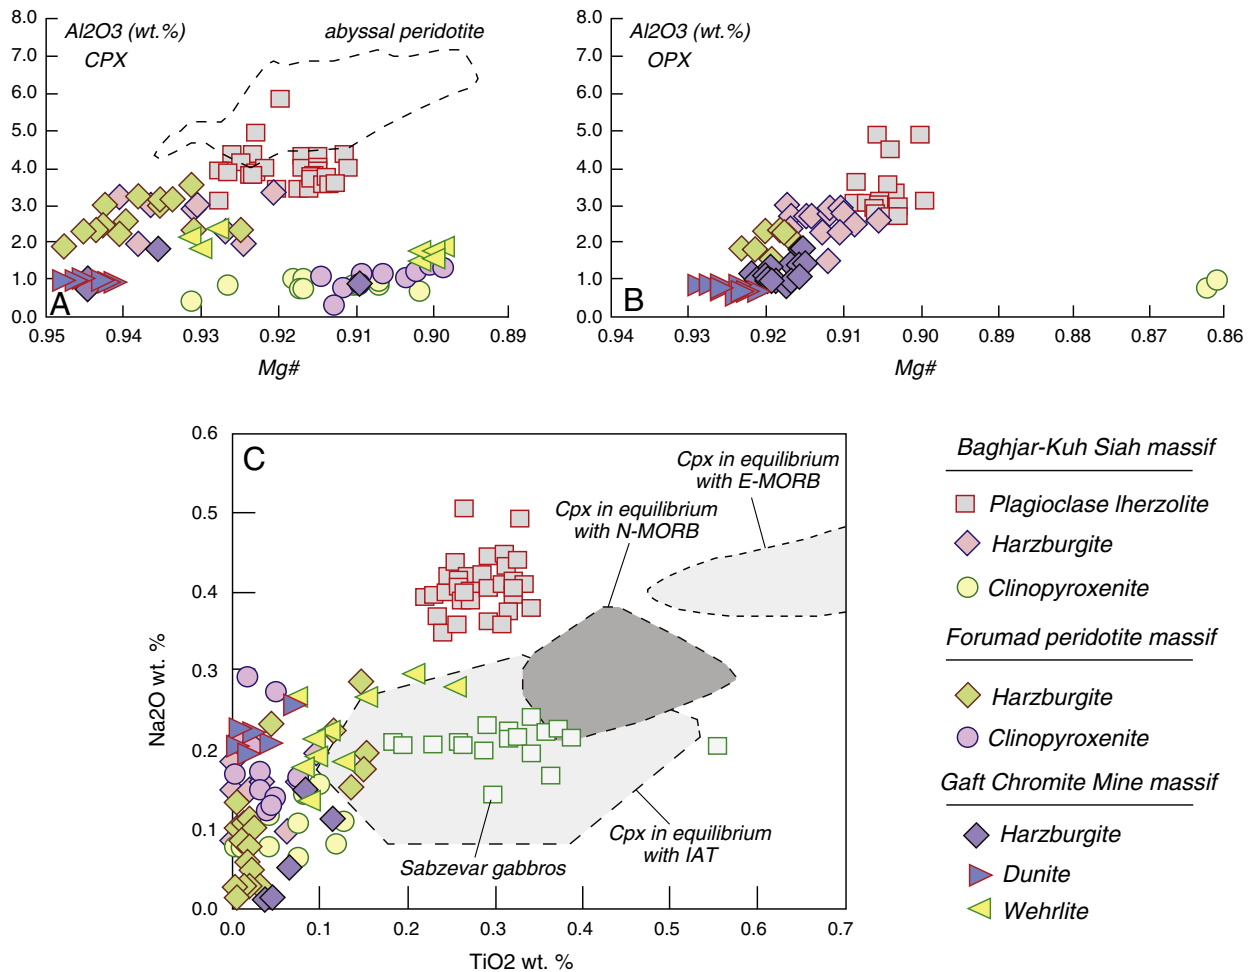 8.0
7.0
6.0
5.0
4.0
3.0
2.0
1.0
0.0
Al2O3 (wt.%)
CPX
abyssal peridotite
A
0.95
0.94
0.93
0.92
0.91
0.90
0.89
Mg#
8.0
7.0
6.0
5.0
4.0
3.0
2.0
1.0
0.0
Al2O3 (wt.%)
OPX
B
0.94
0.93
0.92
0.91
0.90
0.88
0.87
0.86
Mg#
0.6
0.5
0.4
0.3
0.2
0.1
0.0
Na2O wt. %
C
Cpx in equilibrium
with E-MORB
Cpx in equilibrium
with N-MORB
Cpx in equilibrium
with IAT
Sabzevar gabbros
0.0
0.1
0.2
0.3
0.4
0.5
0.6
0.7
TiO2 wt. %
Baghjar-Kuh Siah massif
Plagioclase lherzolite
Harzburgite
Clinopyroxenite
Forumad peridotite massif
Harzburgite
Clinopyroxenite
Gaft Chromite Mine massif
Harzburgite
Dunite
Wehrlite